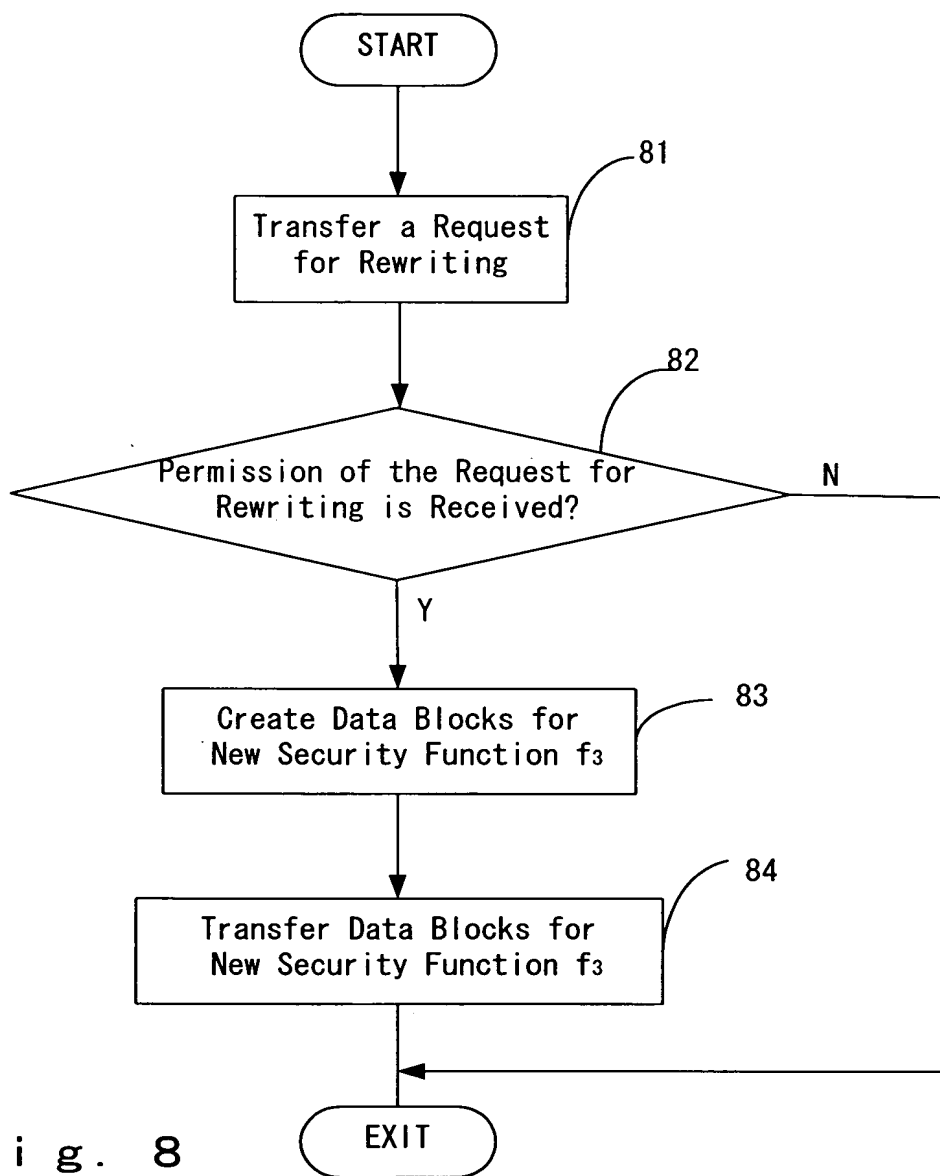 START
81
Transfer a Request
for Rewriting
82
Permission of the Request for
Rewriting is Received?
N
Y
83
Create Data Blocks for
New Security Function f₃
84
Transfer Data Blocks for
New Security Function f₃
EXIT
ig. 8